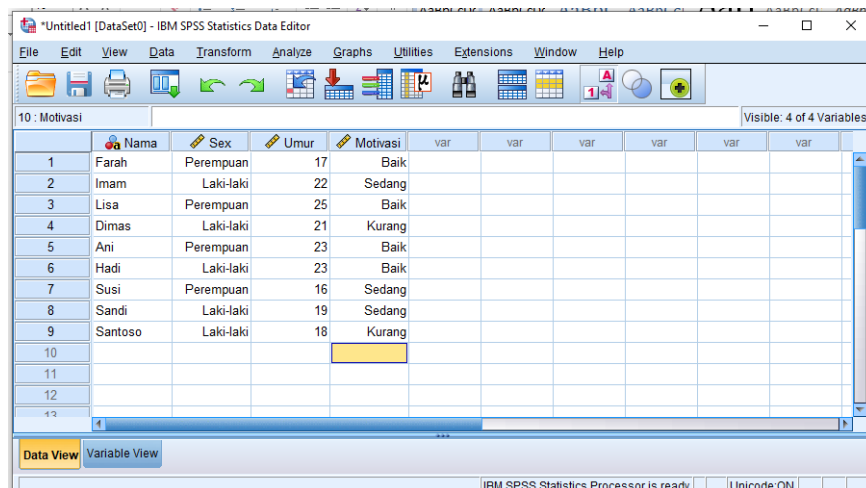 *Untitled1 [DataSet0] - IBM SPSS Statistics Data Editor
File Edit View Data Transform Analyze Graphs Utilities Extensions Window Help
10 : Motivasi Visible: 4 of 4 Variables
Nama Sex Umur Motivasi var var var var var var
1 Farah Perempuan 17 Baik
2 Imam Laki-laki 22 Sedang
3 Lisa Perempuan 25 Baik
4 Dimas Laki-laki 21 Kurang
5 Ani Perempuan 23 Baik
6 Hadi Laki-laki 23 Baik
7 Susi Perempuan 16 Sedang
8 Sandi Laki-laki 19 Sedang
9 Santoso Laki-laki 18 Kurang
10
11
12
13
Data View Variable View
IBM SPSS Statistics Processor is ready Unicode:ON